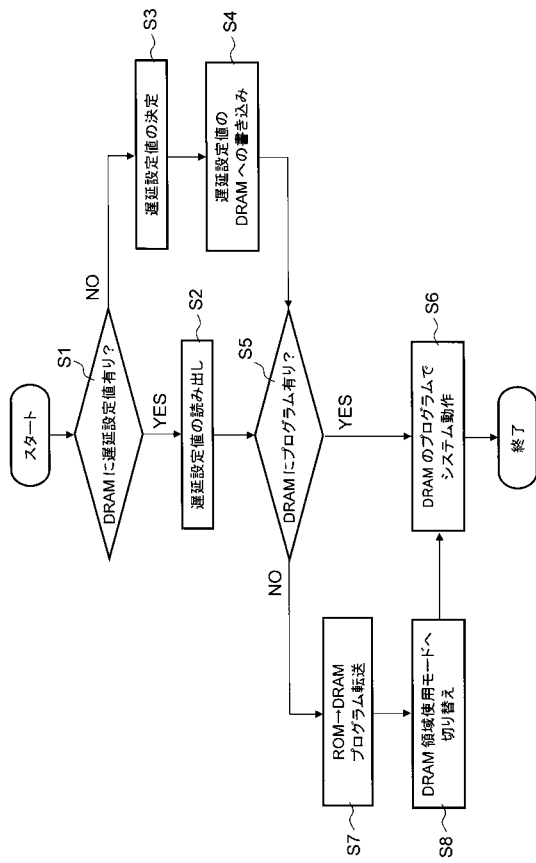 スタート
S1
DRAMに遅延設定値有り？
NO
YES
S3
遅延設定値の決定
S2
遅延設定値の読み出し
S4
遅延設定値の
DRAMへの書き込み
S5
DRAMにプログラム有り？
NO
YES
S7
ROM→DRAM
プログラム転送
S8
DRAM領域使用モードへ
切り替え
S6
DRAMのプログラムで
システム動作
終了